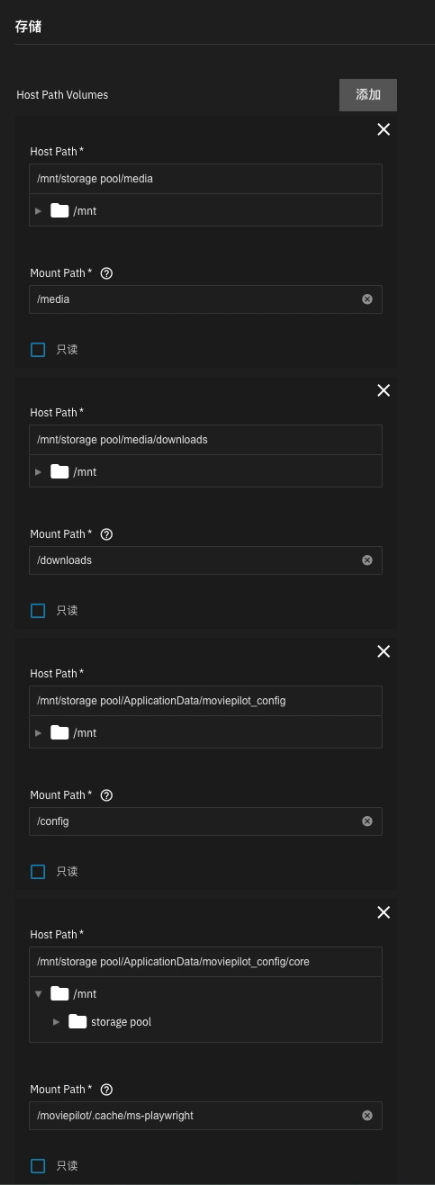 存储
Host Path Volumes
添加
Host Path*
/mnt/storage pool/media
/mnt
Mount Path*
/media
只读
Host Path*
/mnt/storage pool/media/downloads
/mnt
Mount Path*
/downloads
只读
Host Path*
/mnt/storage pool/ApplicationData/moviepilot_config
/mnt
Mount Path*
/config
只读
Host Path*
/mnt/storage pool/ApplicationData/moviepilot_config/core
/mnt
storage pool
Mount Path*
/moviepilot/.cache/ms-playwright
只读